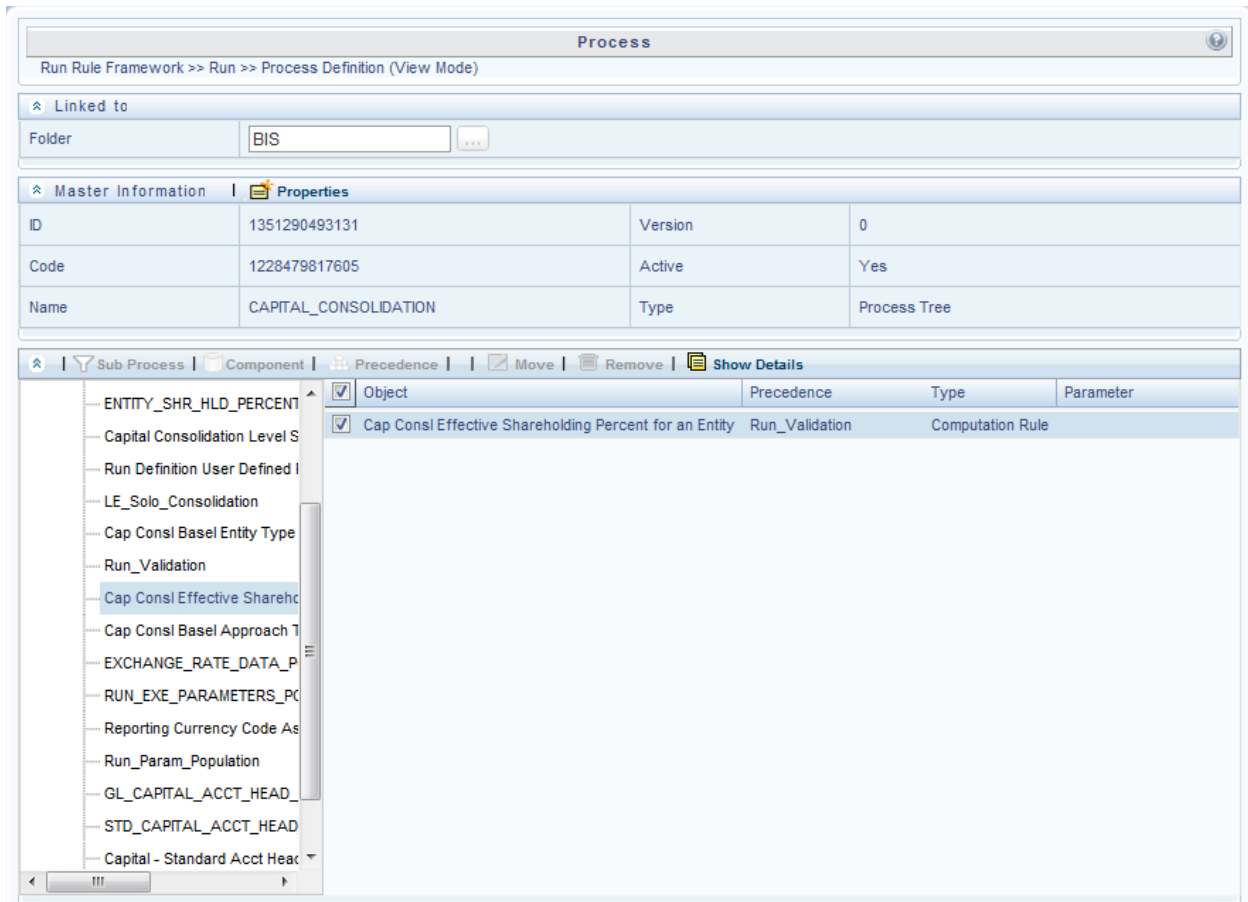 Process
Run Rule Framework >> Run >> Process Definition (View Mode)
Linked to
Folder BIS ...
Master Information | Properties
ID 1351290493131 Version 0
Code 1228479817605 Active Yes
Name CAPITAL_CONSOLIDATION Type Process Tree
| Sub Process | Component | Precedence | | Move | Remove | Show Details
Object Precedence Type Parameter
Cap Consl Effective Shareholding Percent for an Entity Run_Validation Computation Rule
ENTITY_SHR_HLD_PERCENT
Capital Consolidation Level S
Run Definition User Defined
LE_Solo_Consolidation
Cap Consl Basel Entity Type
Run_Validation
Cap Consl Effective Shareho
Cap Consl Basel Approach T
EXCHANGE_RATE_DATA_P
RUN_EXE_PARAMETERS_PO
Reporting Currency Code As
Run_Param_Population
GL_CAPITAL_ACCT_HEAD_
STD_CAPITAL_ACCT_HEAD
Capital - Standard Acct Head